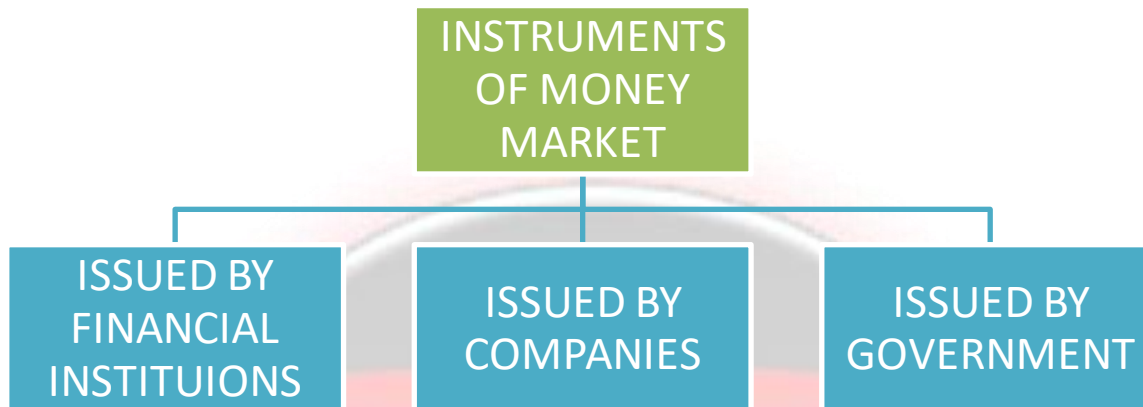 INSTRUMENTS
OF MONEY
MARKET
ISSUED BY
FINANCIAL
INSTITUIONS
ISSUED BY
COMPANIES
ISSUED BY
GOVERNMENT